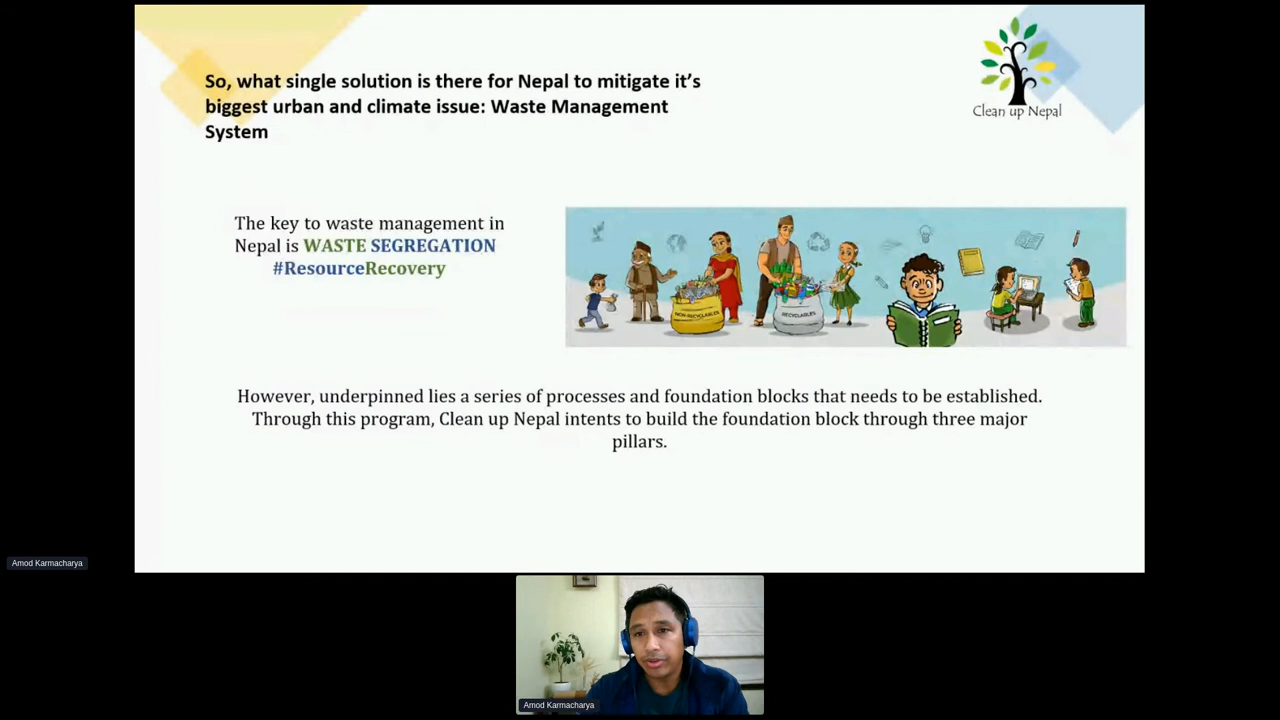 So, what single solution is there for Nepal to mitigate it’s
biggest urban and climate issue: Waste Management
System
Clean up Nepal
The key to waste management in
Nepal is WASTE SEGREGATION
#ResourceRecovery
NON-RECYCLABLES
RECYCLABLES
However, underpinned lies a series of processes and foundation blocks that needs to be established.
Through this program, Clean up Nepal intents to build the foundation block through three major
pillars.
Amod Karmacharya
Amod Karmacharya